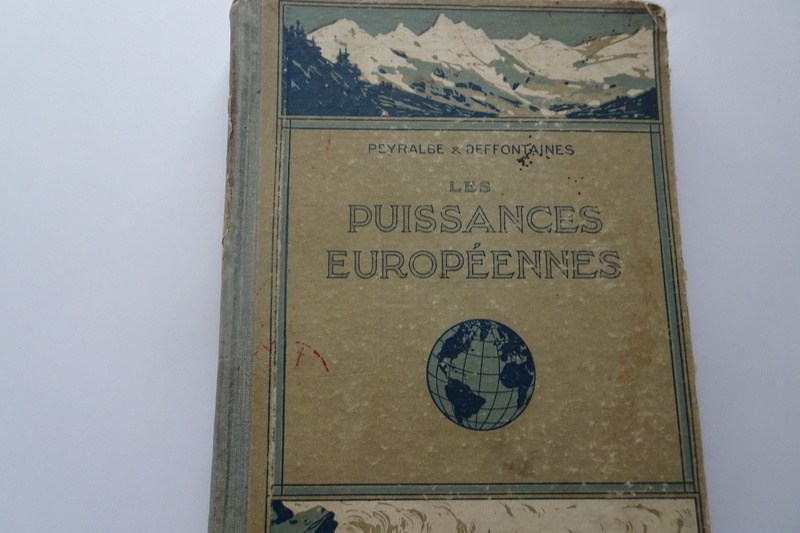 PEYRALBE & DEFFONTAINES
LES
PUISSANCES
EUROPÉENNES